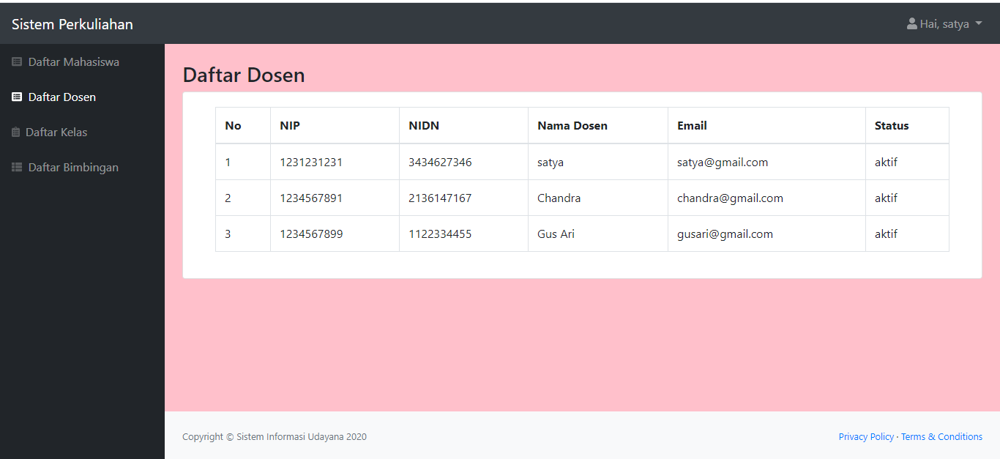 Sistem Perkuliahan
Hai, satya
Daftar Mahasiswa
Daftar Dosen
Daftar Kelas
Daftar Bimbingan
Daftar Dosen
No NIP NIDN Nama Dosen Email Status
1 1231231231 3434627346 satya satya@gmail.com aktif
2 1234567891 2136147167 Chandra chandra@gmail.com aktif
3 1234567899 1122334455 Gus Ari gusari@gmail.com aktif
Copyright © Sistem Informasi Udayana 2020
Privacy Policy · Terms & Conditions